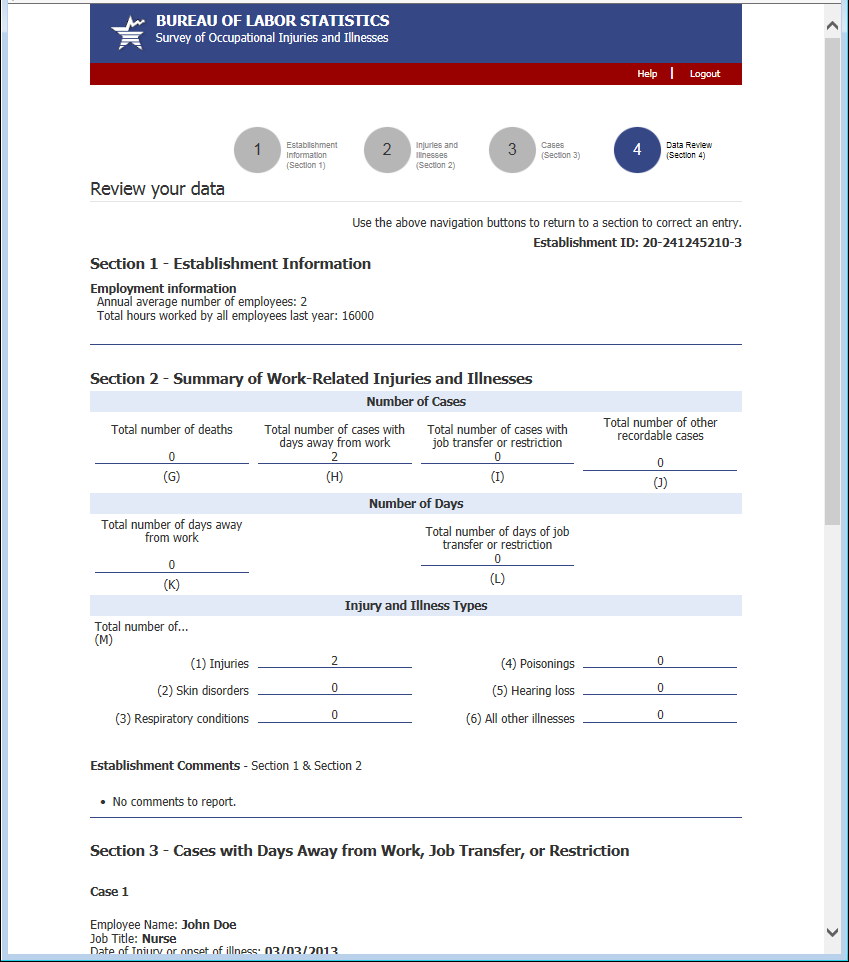 BUREAU OF LABOR STATISTICS
Survey of Occupational Injuries and Illnesses
Help | Logout
1 Establishment Information (Section 1)
2 Injuries and Illnesses (Section 2)
3 Cases (Section 3)
4 Data Review (Section 4)
Review your data
Use the above navigation buttons to return to a section to correct an entry.
Establishment ID: 20-241245210-3
Section 1 - Establishment Information
Employment information
Annual average number of employees: 2
Total hours worked by all employees last year: 16000
Section 2 - Summary of Work-Related Injuries and Illnesses
Number of Cases
Total number of deaths
0
(G)
Total number of cases with
days away from work
2
(H)
Total number of cases with
job transfer or restriction
0
(I)
Total number of other
recordable cases
0
(J)
Number of Days
Total number of days away
from work
0
(K)
Total number of days of job
transfer or restriction
0
(L)
Injury and Illness Types
Total number of...
(M)
(1) Injuries 2
(4) Poisonings 0
(2) Skin disorders 0
(5) Hearing loss 0
(3) Respiratory conditions 0
(6) All other illnesses 0
Establishment Comments - Section 1 & Section 2
• No comments to report.
Section 3 - Cases with Days Away from Work, Job Transfer, or Restriction
Case 1
Employee Name: John Doe
Job Title: Nurse
Date of Injury or onset of illness: 03/03/2013